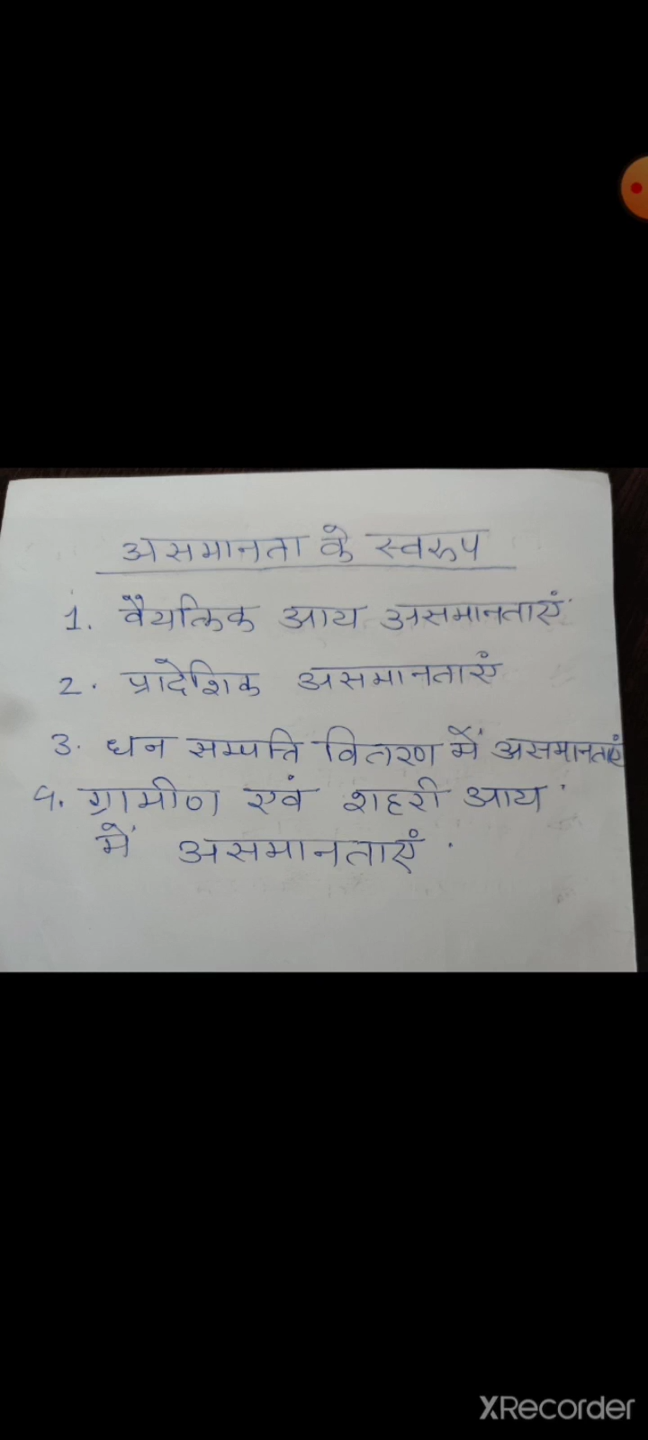 असमानता के स्वरुप
1. वैयक्तिक आय असमानताएं
2. प्रादेशिक असमानताएं
3. धन सम्पत्ति वितरण में असमानताएं
4. ग्रामीण एवं शहरी आय
में असमानताएं.
XRecorder